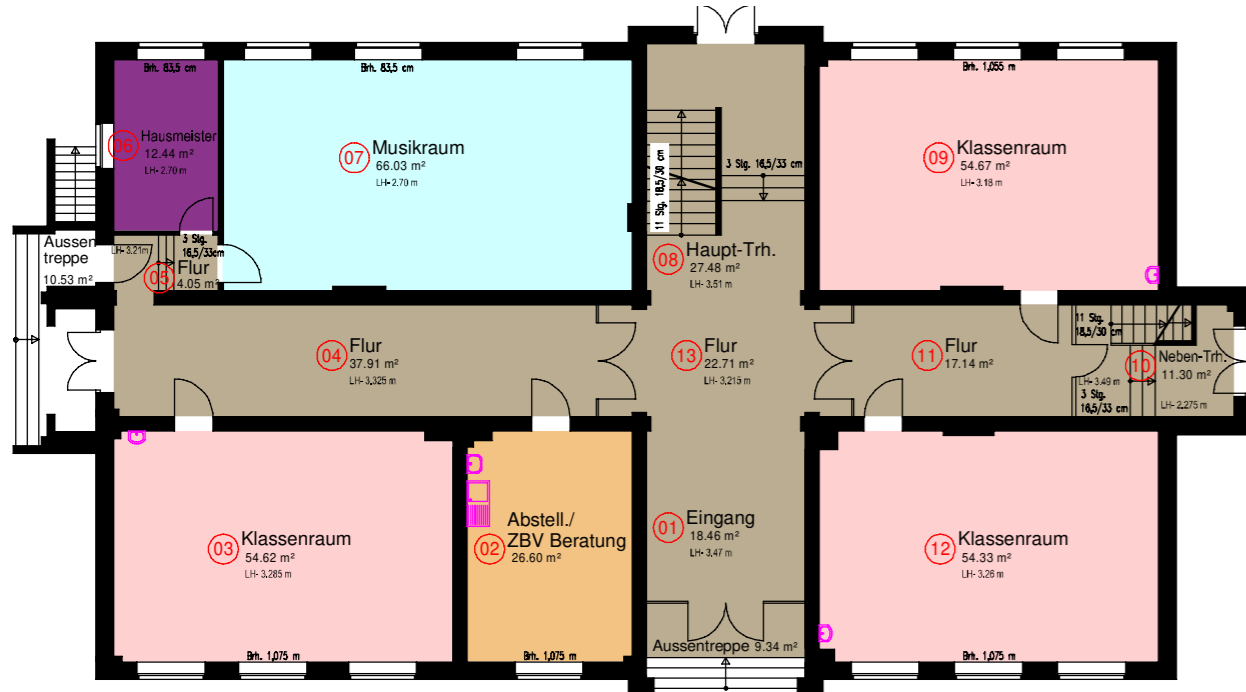 Brh. 83,5 cm
Brh. 83,5 cm
Brh. 1,055 m
06
Hausmeister
12.44 m²
LH- 2.70 m
07
Musikraum
66.03 m²
LH- 2.70 m
11 Stg. 18,5/30 cm
3 Stg. 16,5/33 cm
09
Klassenraum
54.67 m²
LH- 3.18 m
Aussen
treppe
10.53 m²
LH- 3.21m
3 Stg.
16,5/33cm
05
Flur
4.05 m²
08
Haupt-Trh.
27.48 m²
LH- 3.51 m
04
Flur
37.91 m²
LH- 3,325 m
13
Flur
22.71 m²
LH- 3,215 m
11
Flur
17.14 m²
11 Stg.
18,5/30 cm
10
Neben-Trh.
11.30 m²
LH- 3.49 m
3 Stg.
16,5/33 cm
LH- 2.275 m
03
Klassenraum
54.62 m²
LH- 3.285 m
02
Abstell./
ZBV Beratung
26.60 m²
01
Eingang
18.46 m²
LH- 3,47 m
12
Klassenraum
54.33 m²
LH- 3.26 m
Aussentreppe 9.34 m²
Brh. 1,075 m
Brh. 1,075 m
Brh. 1,075 m